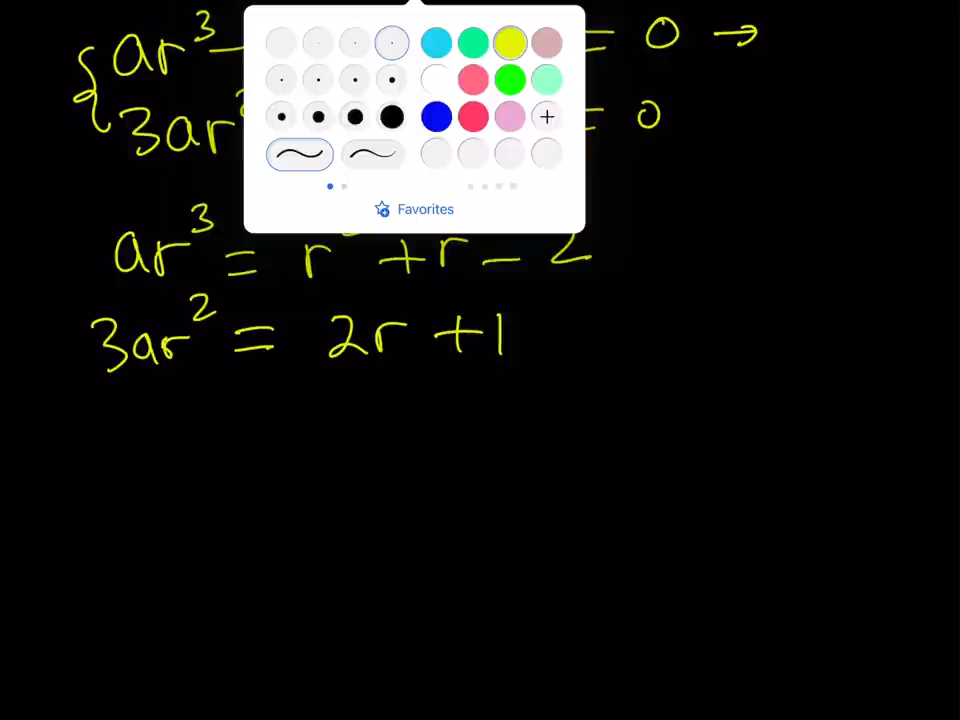 ar³ − = 0 →
3ar = 0
Favorites
ar³ = r + r − 2
3ar² = 2r + 1